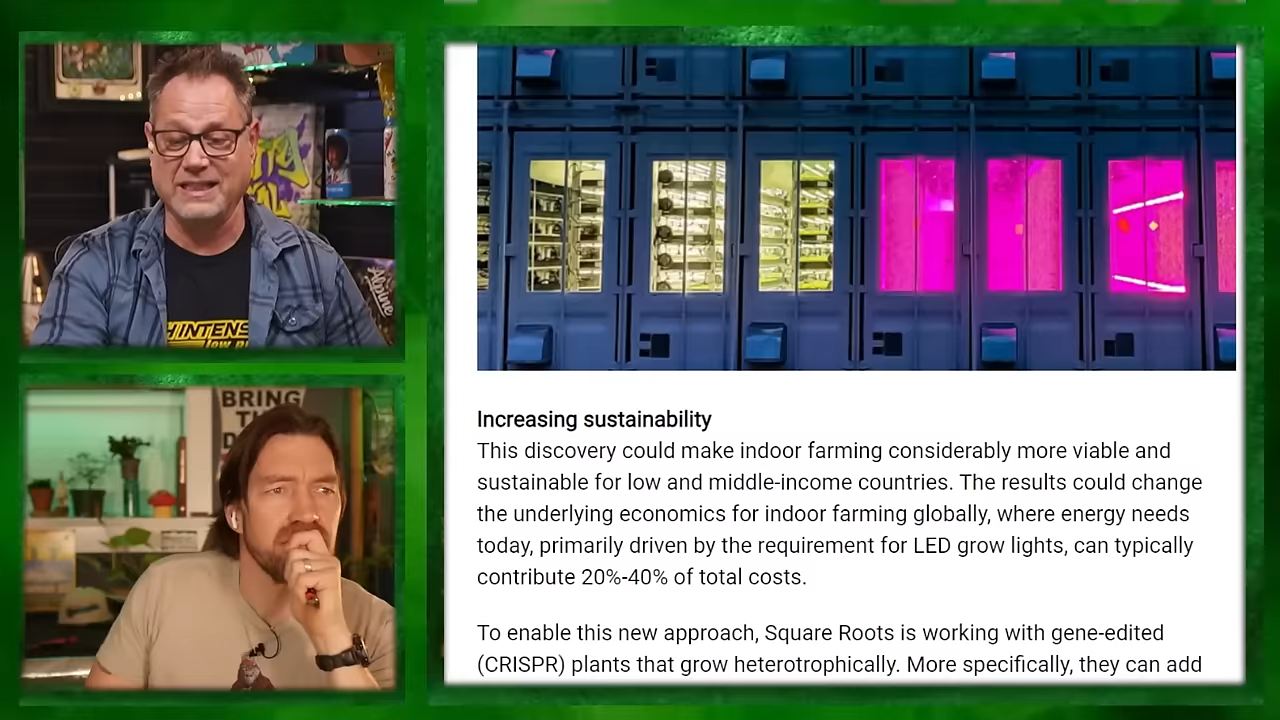 H INTENS
low p
Alpine
BRING
Increasing sustainability
This discovery could make indoor farming considerably more viable and
sustainable for low and middle-income countries. The results could change
the underlying economics for indoor farming globally, where energy needs
today, primarily driven by the requirement for LED grow lights, can typically
contribute 20%-40% of total costs.
To enable this new approach, Square Roots is working with gene-edited
(CRISPR) plants that grow heterotrophically. More specifically, they can add